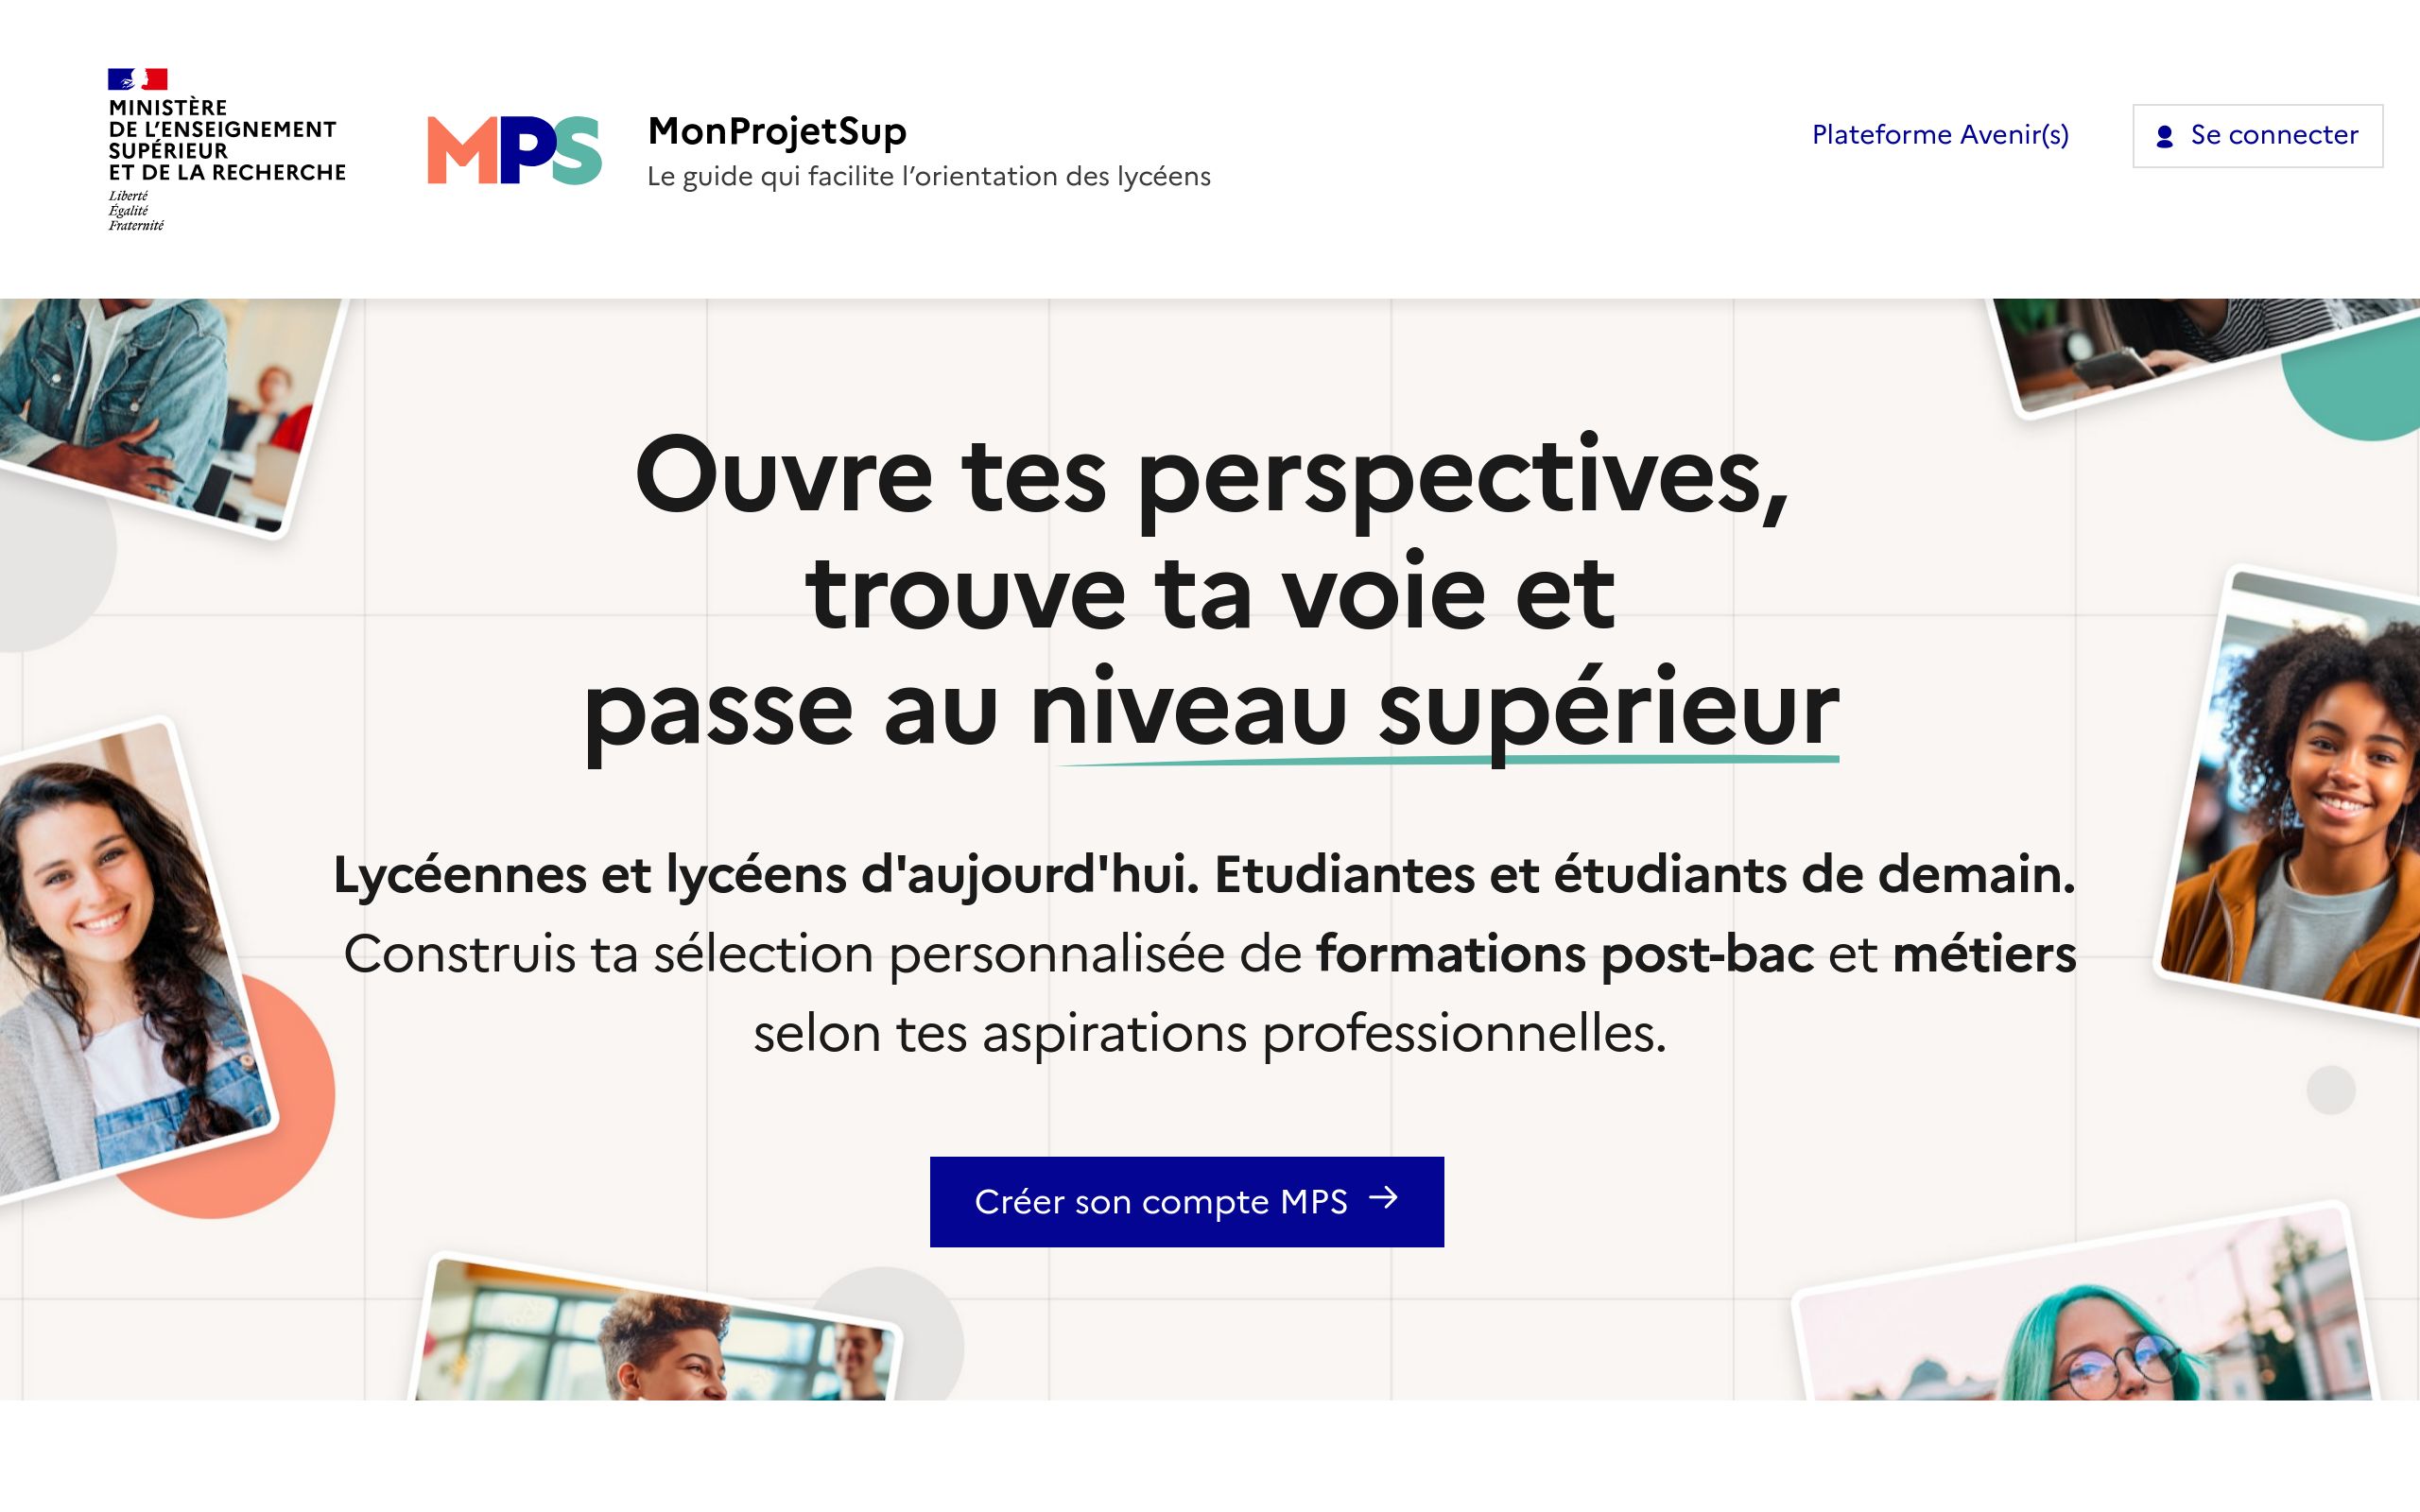 MINISTÈRE
DE L’ENSEIGNEMENT
SUPÉRIEUR
ET DE LA RECHERCHE
Liberté
Égalité
Fraternité
MPS
MonProjetSup
Le guide qui facilite l’orientation des lycéens
Plateforme Avenir(s)
Se connecter
Ouvre tes perspectives,
trouve ta voie et
passe au niveau supérieur
Lycéennes et lycéens d'aujourd'hui. Etudiantes et étudiants de demain.
Construis ta sélection personnalisée de formations post-bac et métiers
selon tes aspirations professionnelles.
Créer son compte MPS →